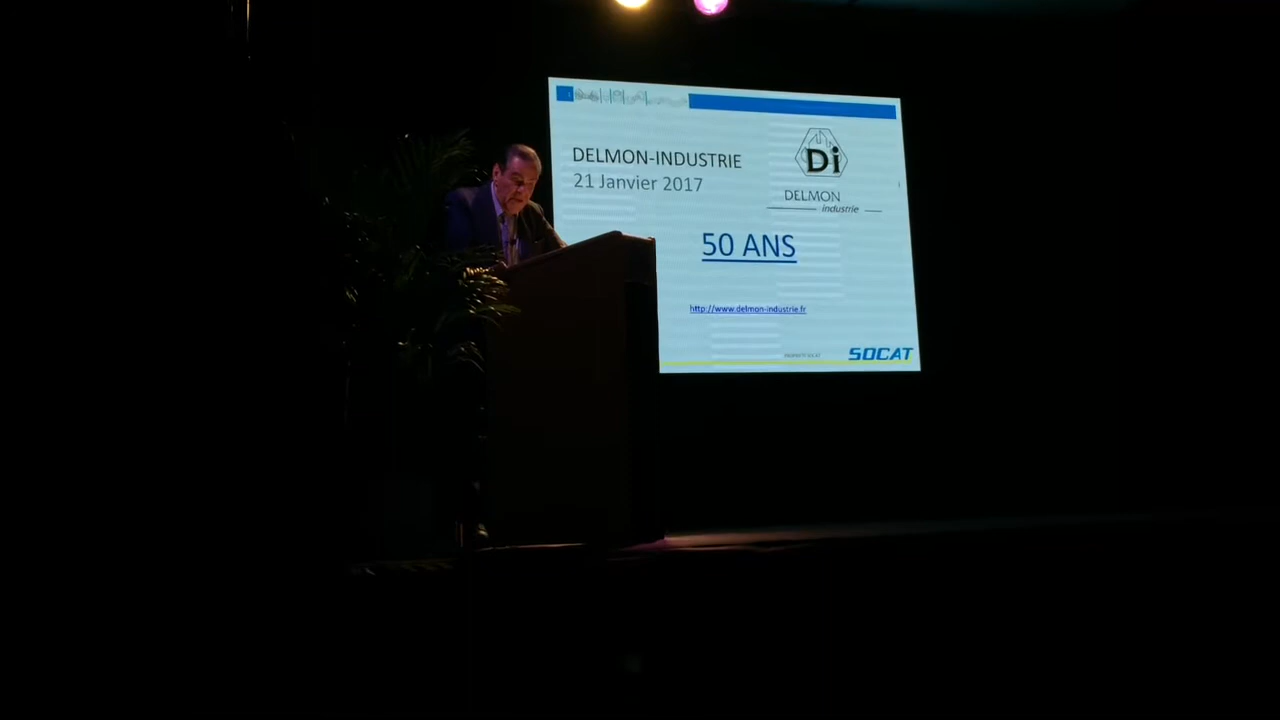 DELMON-INDUSTRIE
21 Janvier 2017
Di
DELMON
industrie
50 ANS
http://www.delmon-industrie.fr
SOCAT